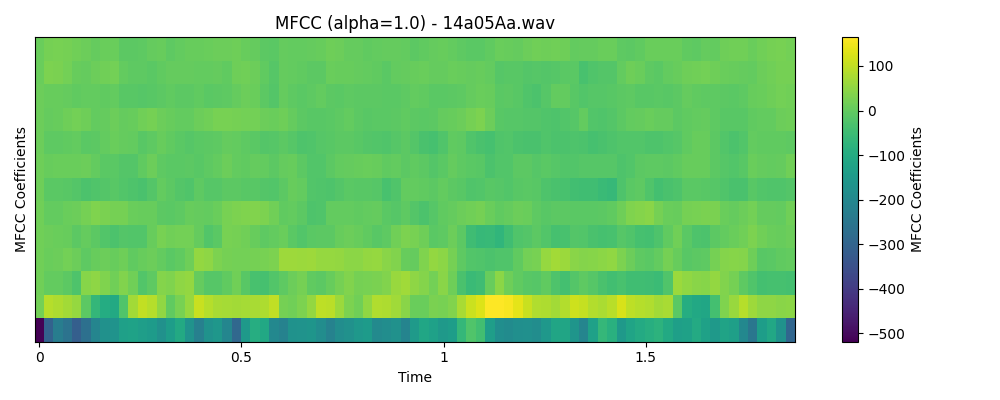 MFCC (alpha=1.0) - 14a05Aa.wav
MFCC Coefficients
0
0.5
1
1.5
Time
100
0
−100
−200
−300
−400
−500
MFCC Coefficients